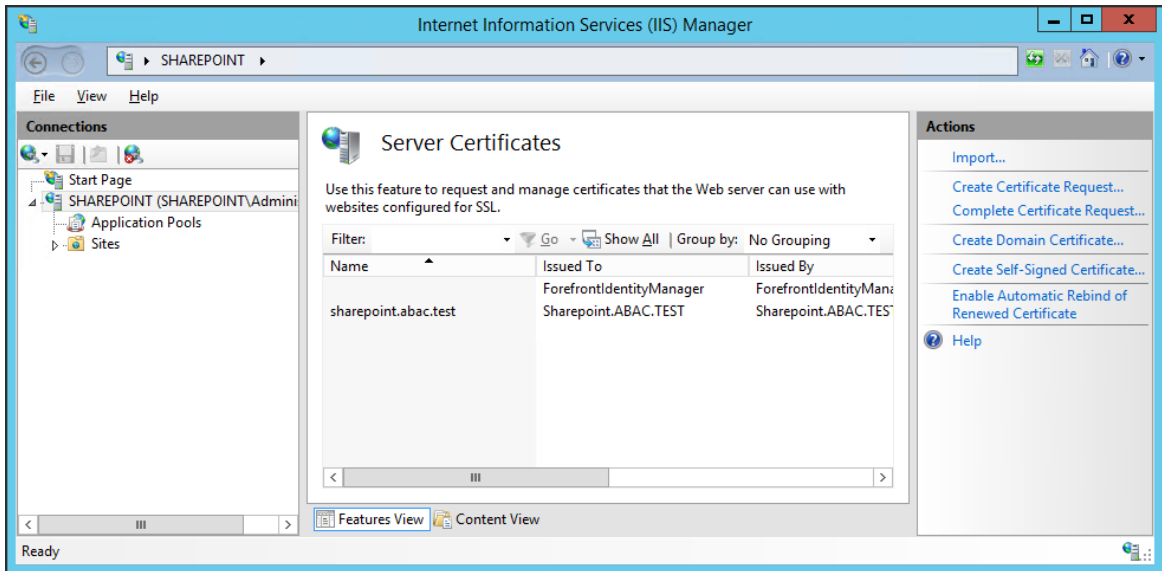 Internet Information Services (IIS) Manager
SHAREPOINT
File View Help
Connections
Start Page
SHAREPOINT (SHAREPOINT\Admini
Application Pools
Sites
Server Certificates
Use this feature to request and manage certificates that the Web server can use with
websites configured for SSL.
Filter: Go Show All Group by: No Grouping
Name Issued To Issued By
ForefrontIdentityManager ForefrontIdentityMana
sharepoint.abac.test Sharepoint.ABAC.TEST Sharepoint.ABAC.TEST
Features View Content View
Actions
Import...
Create Certificate Request...
Complete Certificate Request...
Create Domain Certificate...
Create Self-Signed Certificate...
Enable Automatic Rebind of
Renewed Certificate
Help
Ready